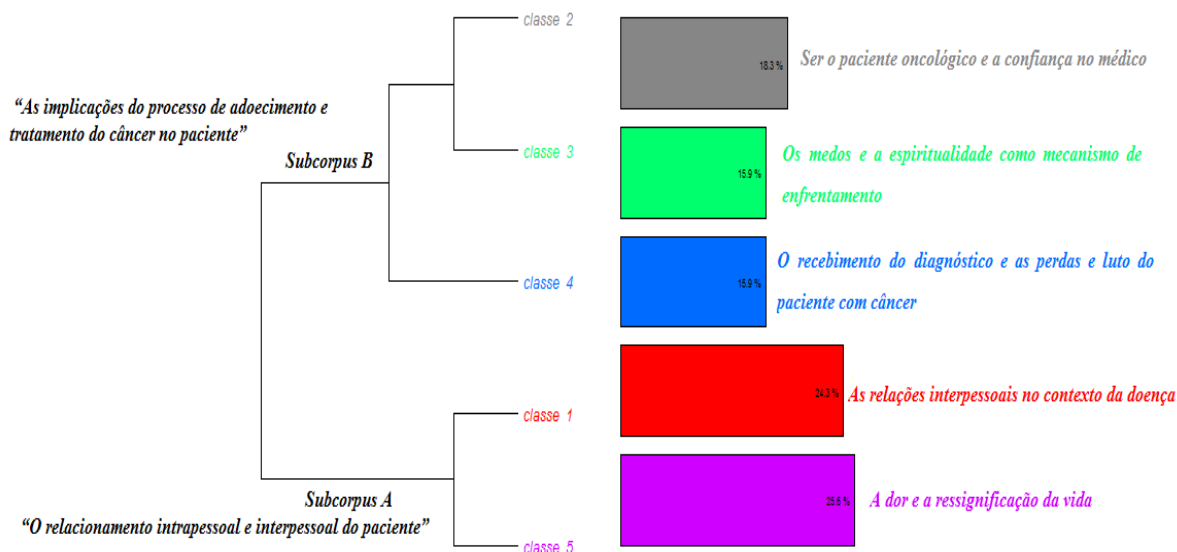 classe 2
18.3 %
Ser o paciente oncológico e a confiança no médico
“As implicações do processo de adoecimento e
tratamento do câncer no paciente”
Subcorpus B
classe 3
15.9 %
Os medos e a espiritualidade como mecanismo de
enfrentamento
classe 4
15.9 %
O recebimento do diagnóstico e as perdas e luto do
paciente com câncer
classe 1
24.3 %
As relações interpessoais no contexto da doença
Subcorpus A
“O relacionamento intrapessoal e interpessoal do paciente”
classe 5
25.6 %
A dor e a ressignificação da vida